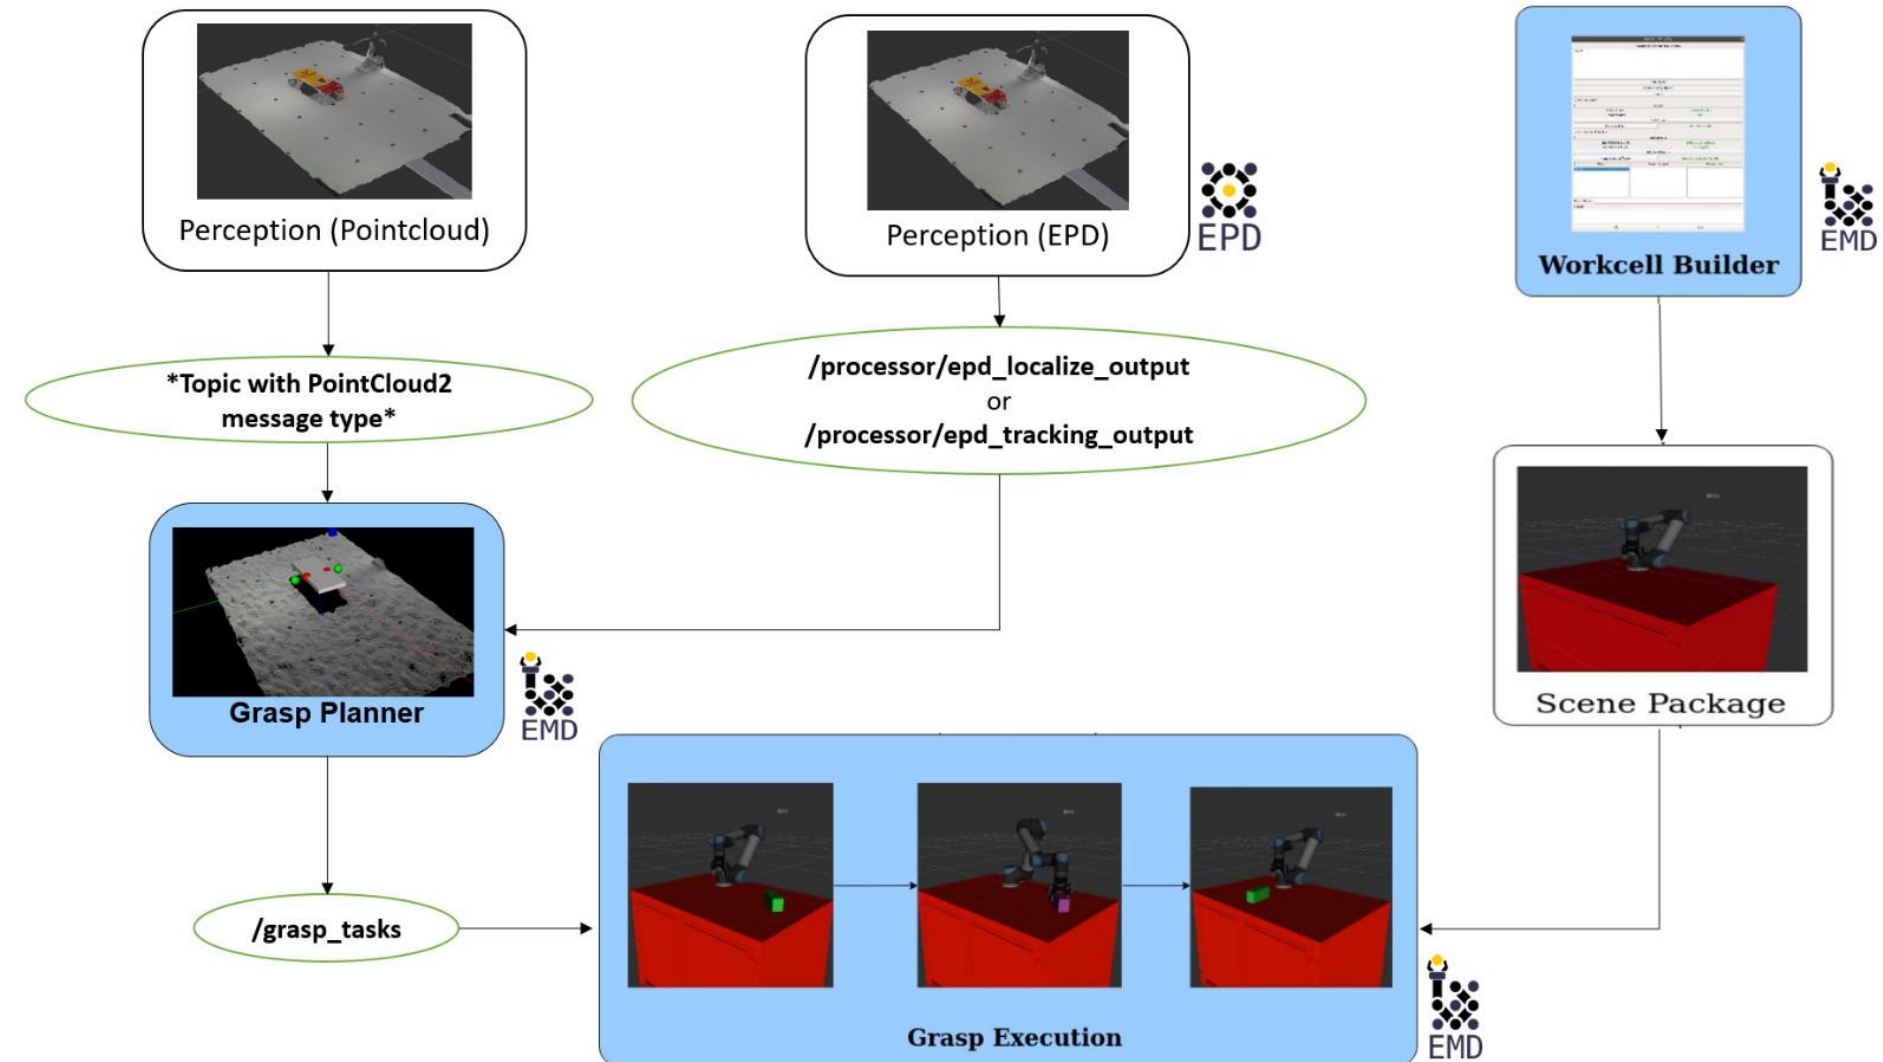 Perception (Pointcloud)
Perception (EPD)
EPD
Workcell Builder
EMD
*Topic with PointCloud2
message type*
/processor/epd_localize_output
or
/processor/epd_tracking_output
Grasp Planner
EMD
Scene Package
/grasp_tasks
Grasp Execution
EMD